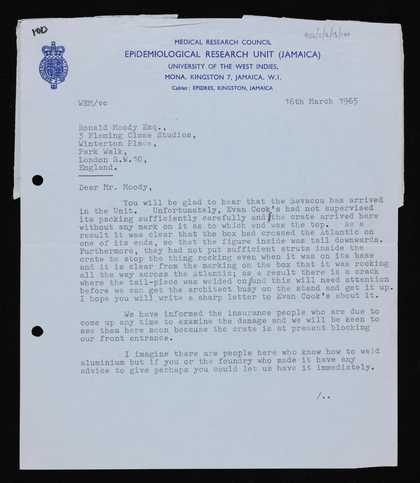 MEDICAL RESEARCH COUNCIL
EPIDEMIOLOGICAL RESEARCH UNIT (JAMAICA)
UNIVERSITY OF THE WEST INDIES,
MONA, KINGSTON 7, JAMAICA, W.I.
Cables: EPIDRES, KINGSTON, JAMAICA
WEM/vc
16th March 1965
Ronald Moody Esq.,
3 Fleming Close Studios,
Winterton Place,
Park Walk,
London S.W.10,
England.
Dear Mr. Moody,
You will be glad to hear that the Savacou has arrived
in the Unit. Unfortunately, Evan Cook's had not supervised
its packing sufficiently carefully and the crate arrived here
without any mark on it as to which end was the top. As a
result it was clear that the box had crossed the Atlantic on
one of its ends, so that the figure inside was tail downwards.
Furthermore, they had not put sufficient struts inside the
crate to stop the thing rocking even when it was on its base
and it is clear from the marking on the box that it was rocking
all the way across the Atlantic; as a result there is a crack
where the tail-piece was welded on and this will need attention
before we can get the architect busy on the stand and get it up.
I hope you will write a sharp letter to Evan Cook's about it.
We have informed the insurance people who are due to
come up any time to examine the damage and we will be keen to
see them here soon because the crate is at present blocking
our front entrance.
I imagine there are people here who know how to weld
aluminium but if you or the foundry who made it have any
advice to give perhaps you could let us have it immediately.
/..